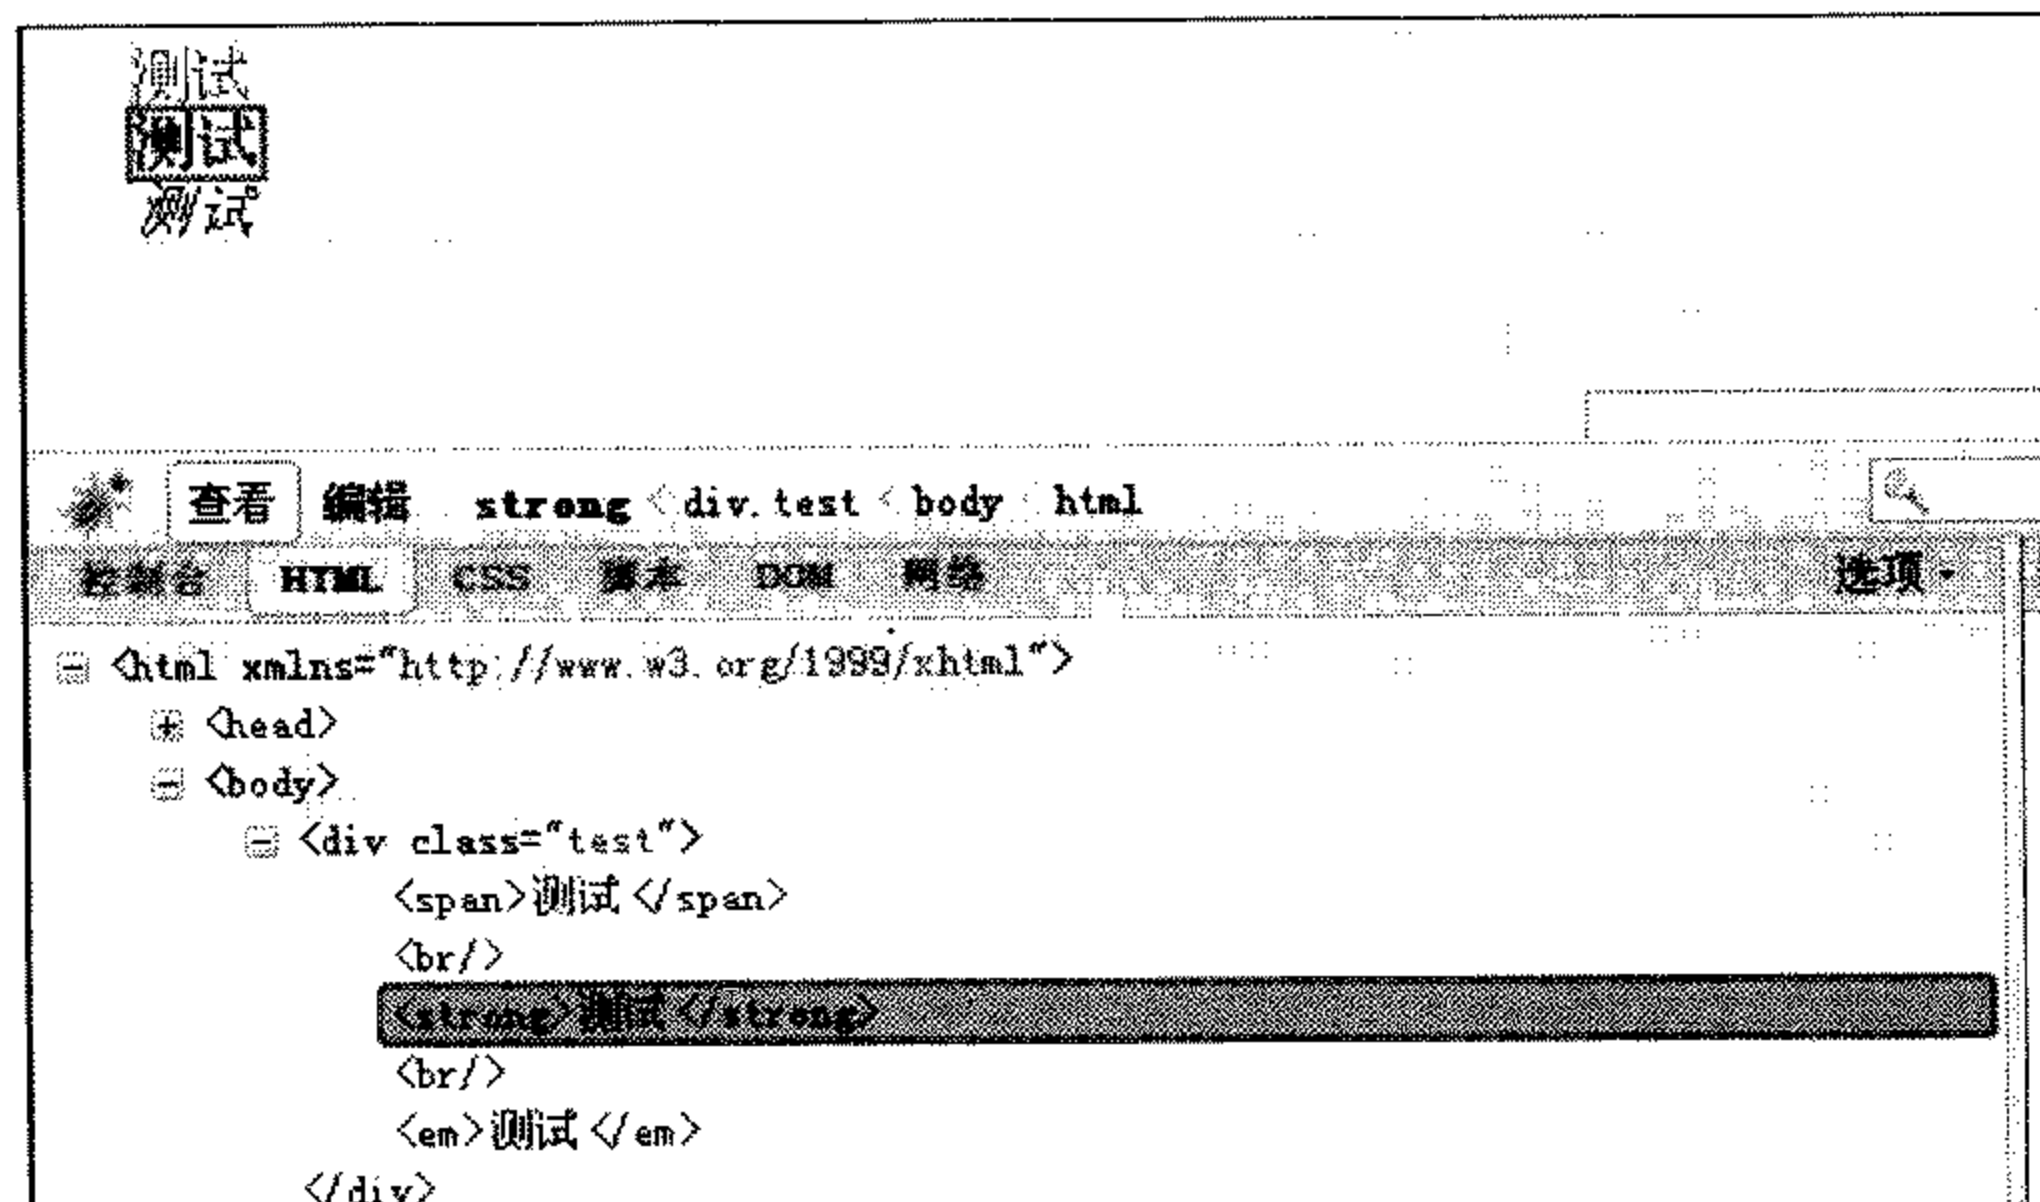 测试
测试
测试
查看 编辑 strong < div.test < body < html
控制台 HTML CSS 脚本 DOM 网络 选项
<html xmlns="http://www.w3.org/1999/xhtml">
<head>
<body>
<div class="test">
<span>测试</span>
<br/>
<strong>测试</strong>
<br/>
<em>测试</em>
</div>